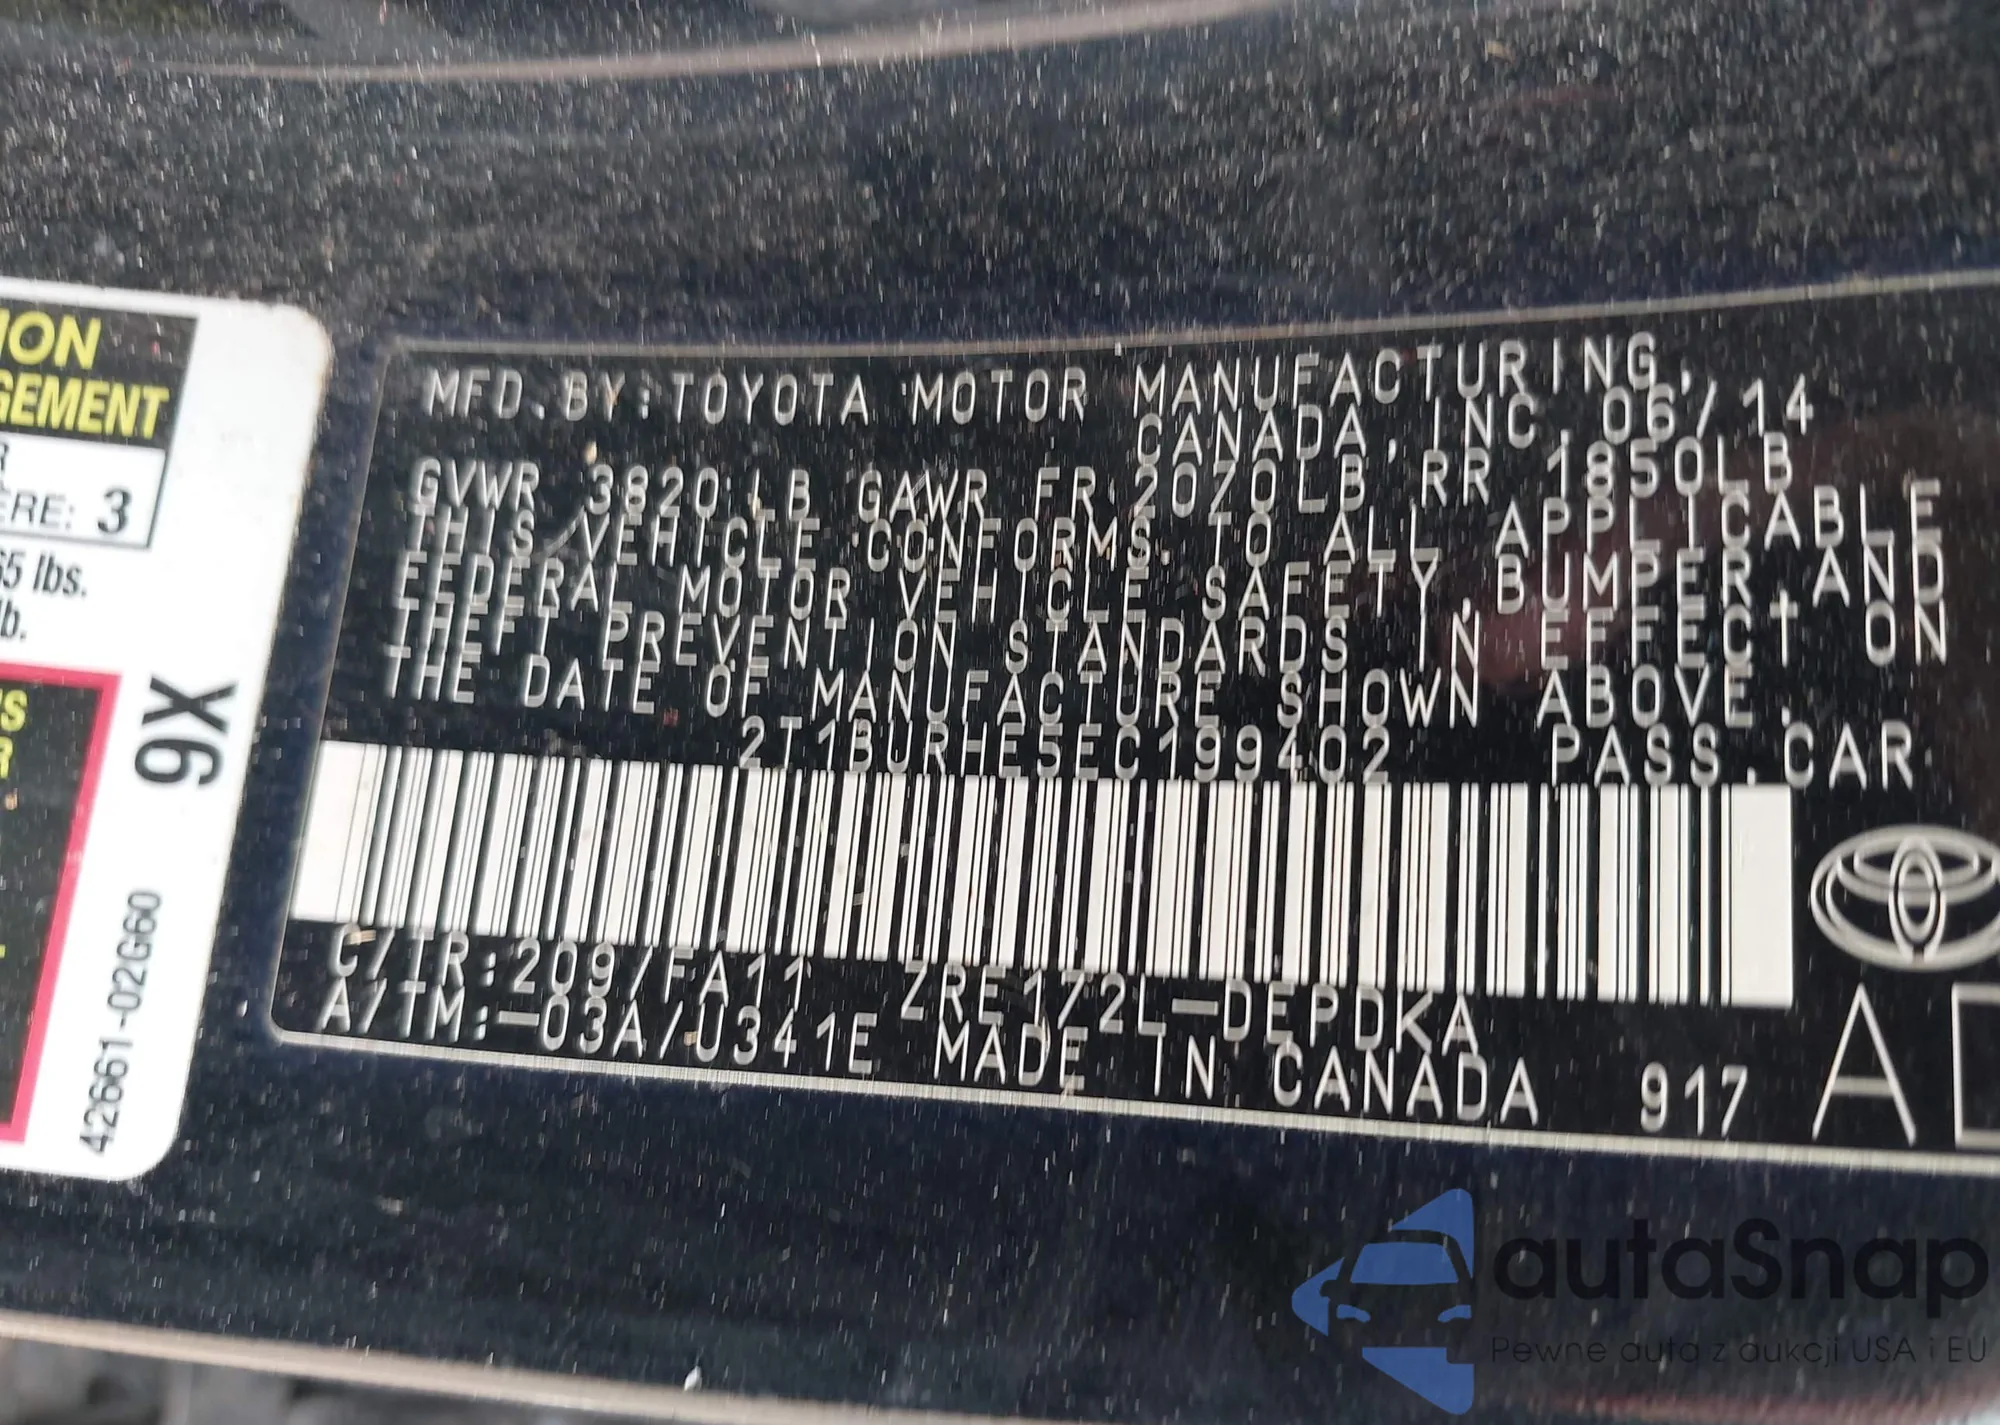 ION
GEMENT
R
ERE: 3
65 lbs.
lb.
'S
R
9X
42661-02G60
MFD. BY: TOYOTA MOTOR MANUFACTURING,
CANADA, INC. 06/14
GVWR 3820 LB GAWR FR 2070LB RR 1850LB
THIS VEHICLE CONFORMS TO ALL APPLICABLE
FEDERAL MOTOR VEHICLE SAFETY, BUMPER, AND
THEFT PREVENTION STANDARDS IN EFFECT ON
THE DATE OF MANUFACTURE SHOWN ABOVE.
2T1BURHE5EC199402 PASS. CAR
C/TR: 209/FA11 ZRE172L-DEPDKA
A/TM: -03A/U341E MADE IN CANADA 917
A
autaSnap
Pewne auta z aukcji USA i EU